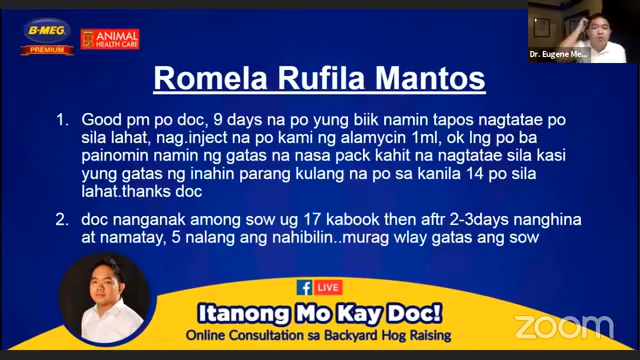 B-MEG
PREMIUM
ANIMAL
HEALTH CARE
Dr. Eugene Me...
Romela Rufila Mantos
1. Good pm po doc, 9 days na po yung biik namin tapos nagtatae po
sila lahat, nag.inject na po kami ng alamycin 1ml, ok lng po ba
painomin namin ng gatas na nasa pack kahit na nagtatae sila kasi
yung gatas ng inahin parang kulang na po sa kanila 14 po sila
lahat.thanks doc
2. doc nanganak among sow ug 17 kabook then aftr 2-3days nanghina
at namatay, 5 nalang ang nahibilin..murag wlay gatas ang sow
f LIVE
Itanong Mo Kay Doc!
Online Consultation sa Backyard Hog Raising
zoom